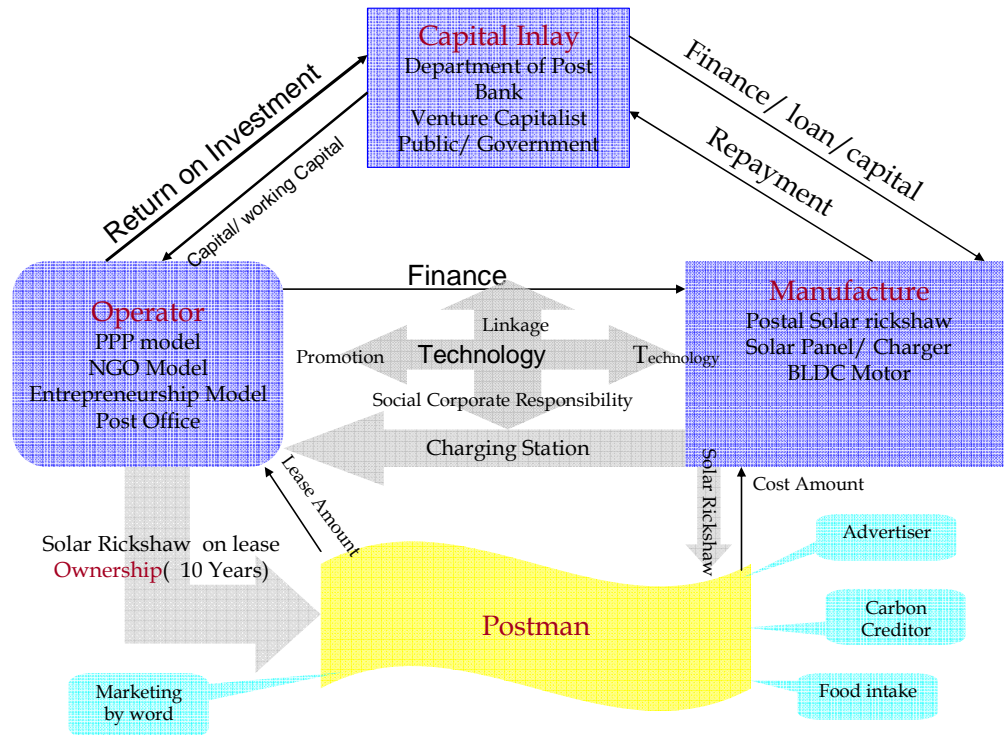 Capital Inlay
Department of Post
Bank
Venture Capitalist
Public/ Government
Return on Investment
Capital/ working Capital
Finance/ loan/capital
Repayment
Operator
PPP model
NGO Model
Entrepreneurship Model
Post Office
Finance
Linkage
Promotion
Technology
Technology
Social Corporate Responsibility
Charging Station
Manufacture
Postal Solar rickshaw
Solar Panel/ Charger
BLDC Motor
Lease Amount
Solar Rickshaw
Cost Amount
Solar Rickshaw on lease
Ownership( 10 Years)
Postman
Advertiser
Carbon
Creditor
Food intake
Marketing
by word